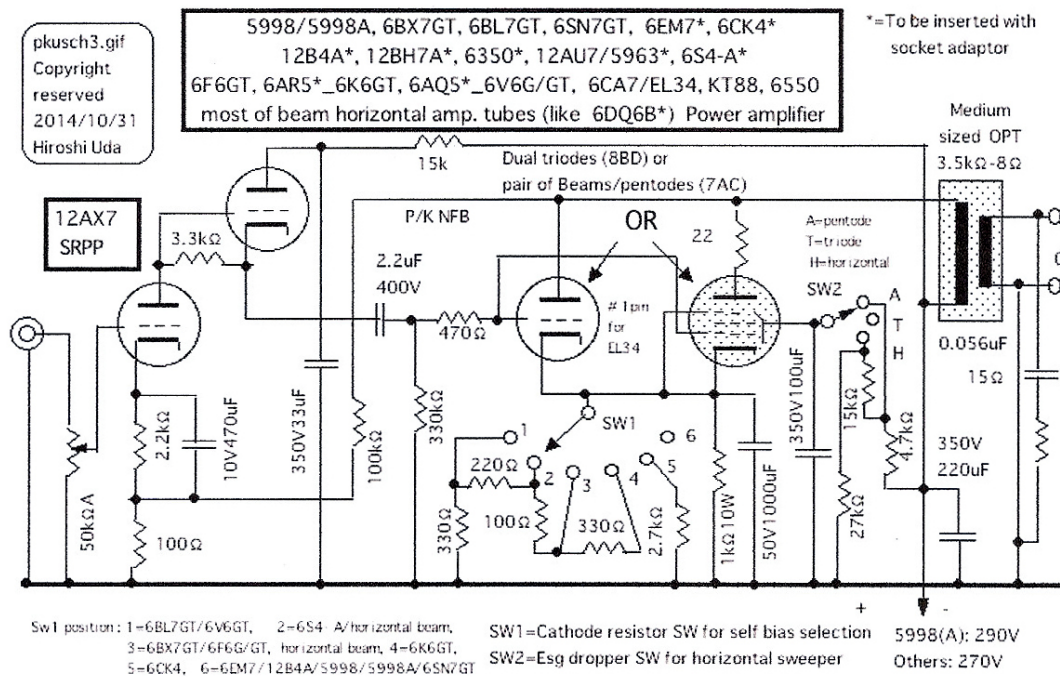 pkusch3.gif
Copyright
reserved
2014/10/31
Hiroshi Uda
5998/5998A, 6BX7GT, 6BL7GT, 6SN7GT, 6EM7*, 6CK4*
12B4A*, 12BH7A*, 6350*, 12AU7/5963*, 6S4-A*
6F6GT, 6AR5*_6K6GT, 6AQ5*_6V6G/GT, 6CA7/EL34, KT88, 6550
most of beam horizontal amp. tubes (like 6DQ6B*) Power amplifier
*=To be inserted with
socket adaptor
Medium
sized OPT
3.5kΩ-8Ω
15k
Dual triodes (8BD) or
pair of Beams/pentodes (7AC)
12AX7
SRPP
3.3kΩ
P/K NFB
OR
22
A=pentode
T=triode
H=horizontal
SW2
2.2uF
400V
470Ω
# 1pin
for
EL34
A
T
H
0.056uF
15Ω
2.2kΩ
10V470uF
350V33uF
100kΩ
330kΩ
SW1
1
2
3
4
5
6
220Ω
330Ω
100Ω
330Ω
2.7kΩ
1kΩ10W
50V1000uF
350V100uF
15kΩ
27kΩ
4.7kΩ
350V
220uF
50kΩA
100Ω
+
-
Sw1 position: 1=6BL7GT/6V6GT, 2=6S4-A/horizontal beam,
3=6BX7GT/6F6G/GT, horizontal beam, 4=6K6GT,
5=6CK4, 6=6EM7/12B4A/5998/5998A/6SN7GT
SW1=Cathode resistor SW for self bias selection
SW2=Esg dropper SW for horizontal sweeper
5998(A): 290V
Others: 270V